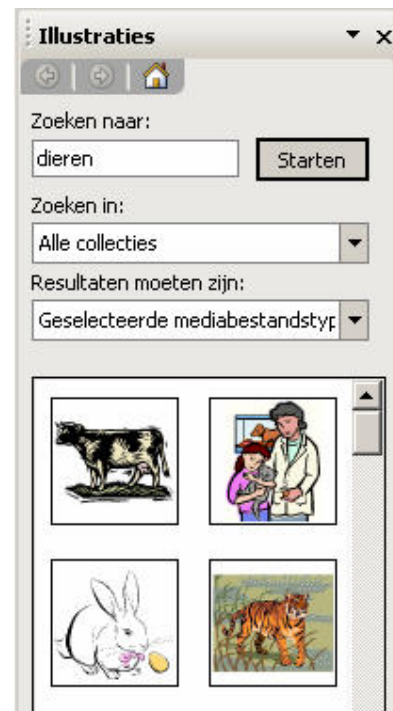 Illustraties
Zoeken naar:
dieren
Starten
Zoeken in:
Alle collecties
Resultaten moeten zijn:
Geselecteerde mediabestandstyp